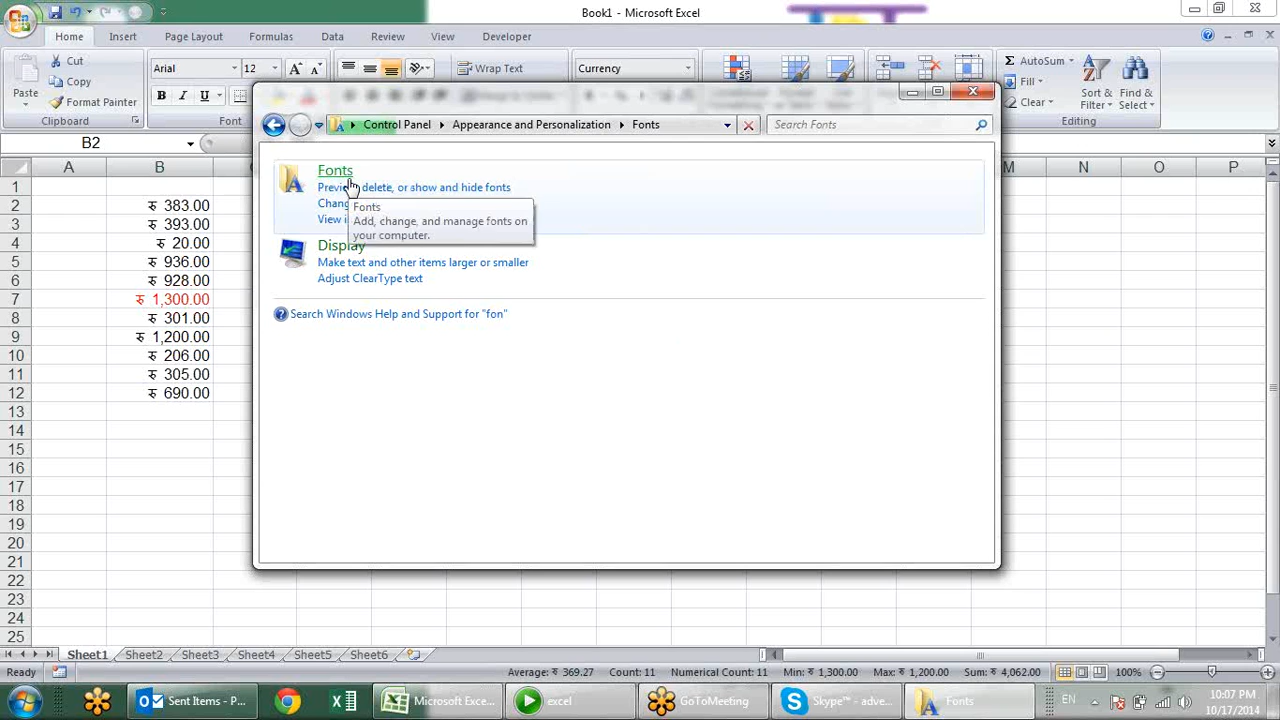 Book1 - Microsoft Excel
Home Insert Page Layout Formulas Data Review View Developer
Paste
Cut
Copy
Format Painter
Clipboard
Arial 12
B I U
Font
Wrap Text
Currency
AutoSum
Fill
Clear
Sort & Filter
Find & Select
Editing
B2
Control Panel Appearance and Personalization Fonts
Search Fonts
A B M N O P
1
2 रु 383.00
3 रु 393.00
4 रु 20.00
5 रु 936.00
6 रु 928.00
7 रु 1,300.00
8 रु 301.00
9 रु 1,200.00
10 रु 206.00
11 रु 305.00
12 रु 690.00
13
14
15
16
17
18
19
20
21
22
23
24
25
Fonts
delete, or show and hide fonts
Fonts
Add, change, and manage fonts on
your computer.
Display
Make text and other items larger or smaller
Adjust ClearType text
Search Windows Help and Support for "fon"
Sheet1 Sheet2 Sheet3 Sheet4 Sheet5 Sheet6
Ready
Average: रु 369.27 Count: 11 Numerical Count: 11 Min: रु 1,300.00 Max: रु 1,200.00 Sum: रु 4,062.00 100%
Sent Items - P...
Microsoft Exce...
excel
GoToMeeting
Skype™ - adve...
Fonts
EN
10:07 PM
10/17/2014